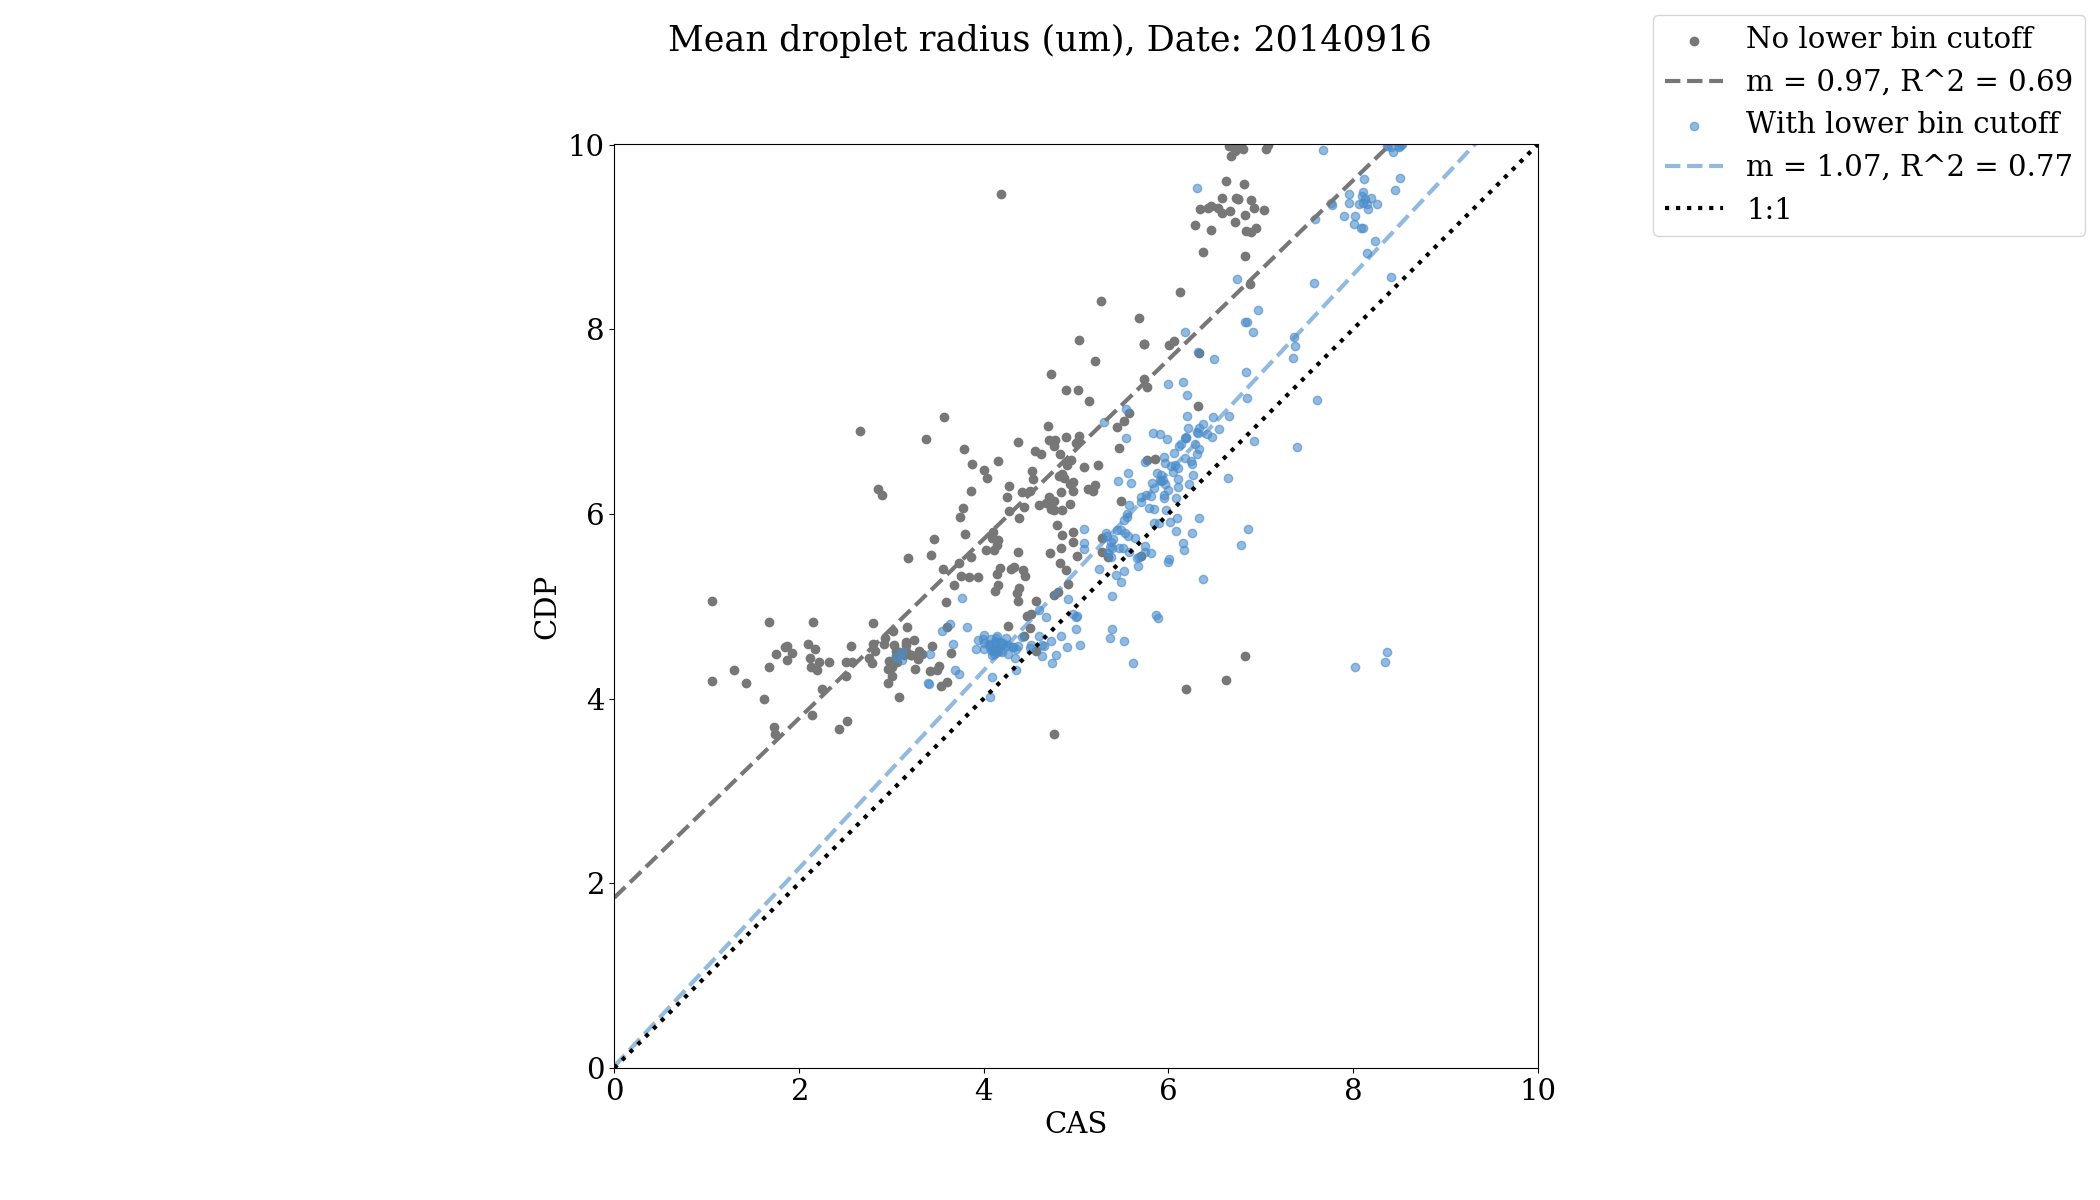 Mean droplet radius (um), Date: 20140916
No lower bin cutoff
m = 0.97, R^2 = 0.69
With lower bin cutoff
m = 1.07, R^2 = 0.77
1:1
10
8
6
4
2
0
CDP
0 2 4 6 8 10
CAS